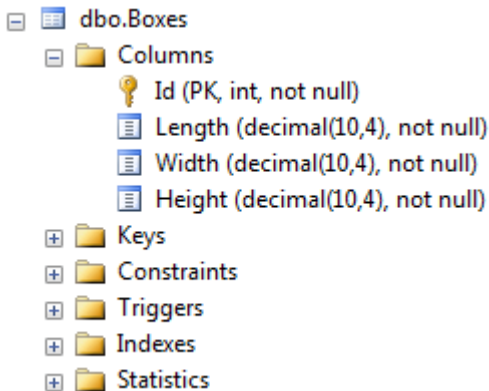 dbo.Boxes
Columns
Id (PK, int, not null)
Length (decimal(10,4), not null)
Width (decimal(10,4), not null)
Height (decimal(10,4), not null)
Keys
Constraints
Triggers
Indexes
Statistics